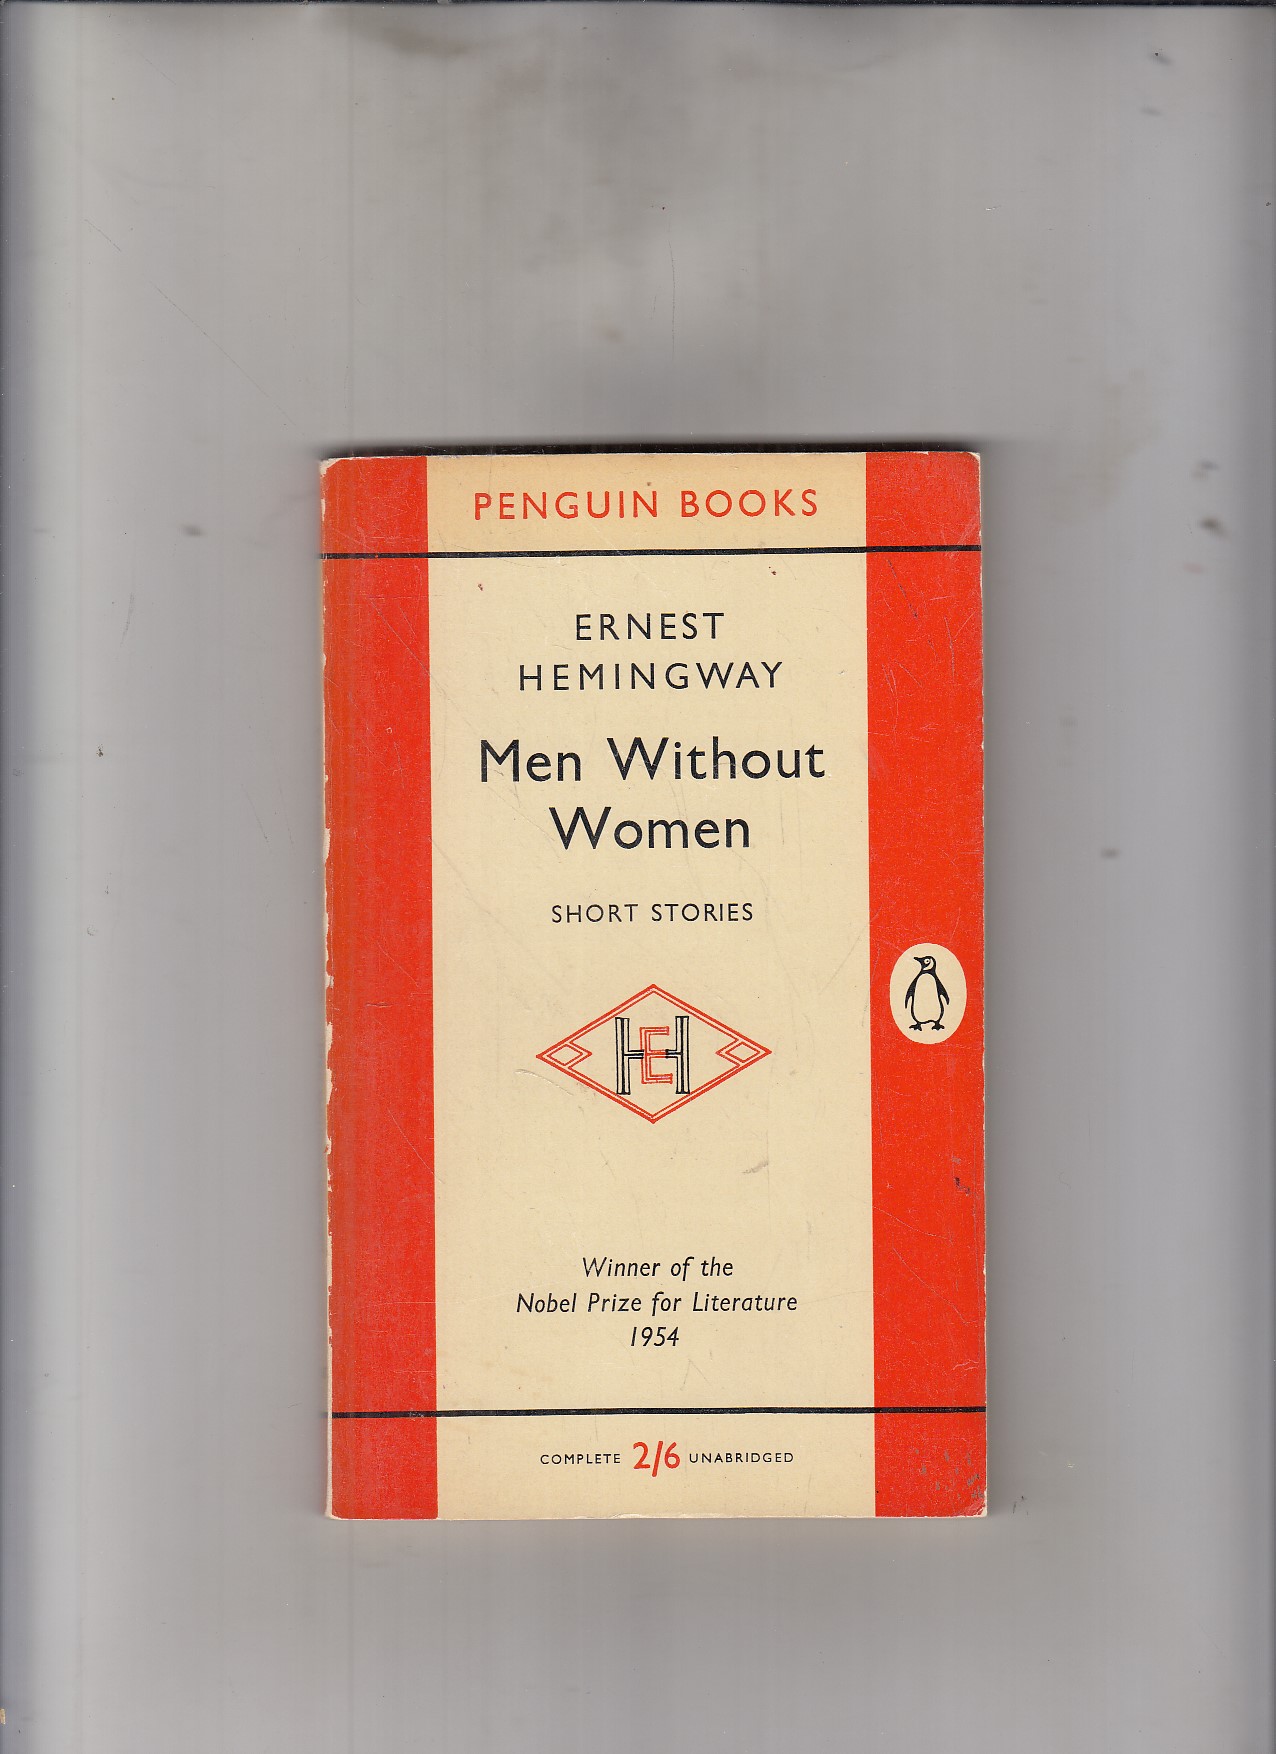 PENGUIN BOOKS
ERNEST
HEMINGWAY
Men Without
Women
SHORT STORIES
HEH
Winner of the
Nobel Prize for Literature
1954
COMPLETE 2/6 UNABRIDGED